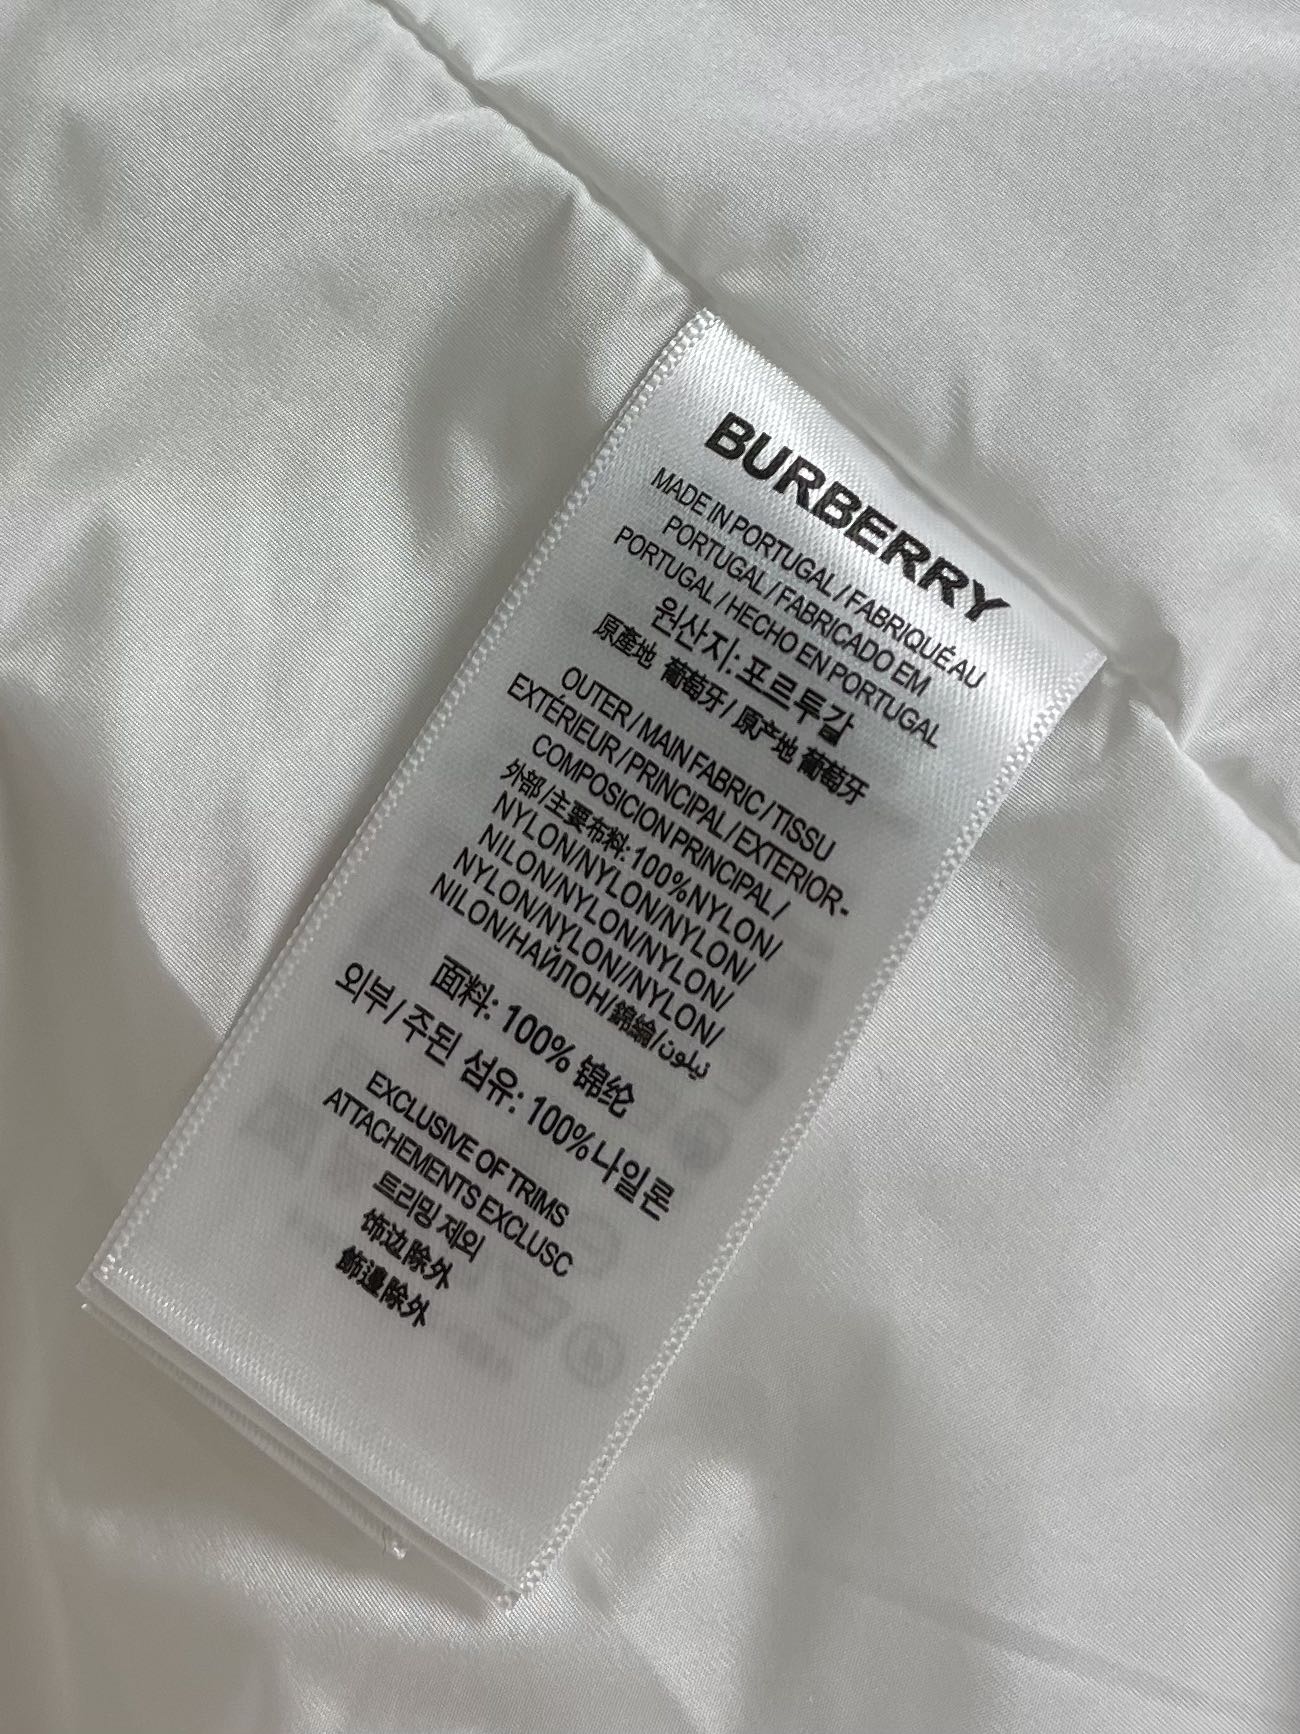 BURBERRY
MADE IN PORTUGAL / FABRIQUÉ AU
PORTUGAL / FABRICADO EM
PORTUGAL / HECHO EN PORTUGAL
원산지: 포르투갈
原產地 葡萄牙 / 原产地 葡萄牙
OUTER / MAIN FABRIC / TISSU
EXTÉRIEUR / PRINCIPAL / EXTERIOR-
COMPOSICION PRINCIPAL /
外部 /主要布料: 100%NYLON/
NYLON/NYLON/NYLON/
NILON/NYLON/NYLON/
NYLON/NYLON//NYLON/
NILON/НАЙЛОН/錦綸/نيلون
面料: 100% 锦纶
외부 / 주된 섬유: 100%나일론
EXCLUSIVE OF TRIMS
ATTACHEMENTS EXCLUSC
트리밍 제외
饰边除外
飾邊除外